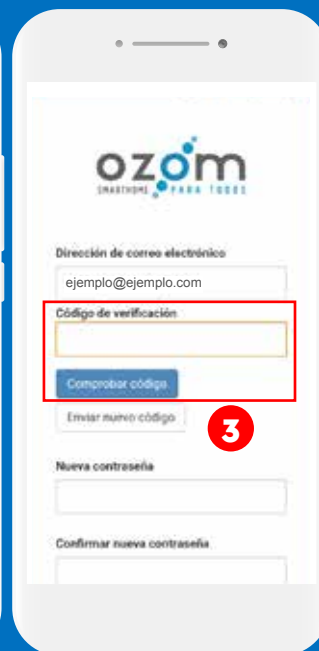 ozom
SMARTHOME PARA TODOS
Dirección de correo electrónico
ejemplo@ejemplo.com
Código de verificación
Comprobar código
Enviar nuevo código
3
Nueva contraseña
Confirmar nueva contraseña